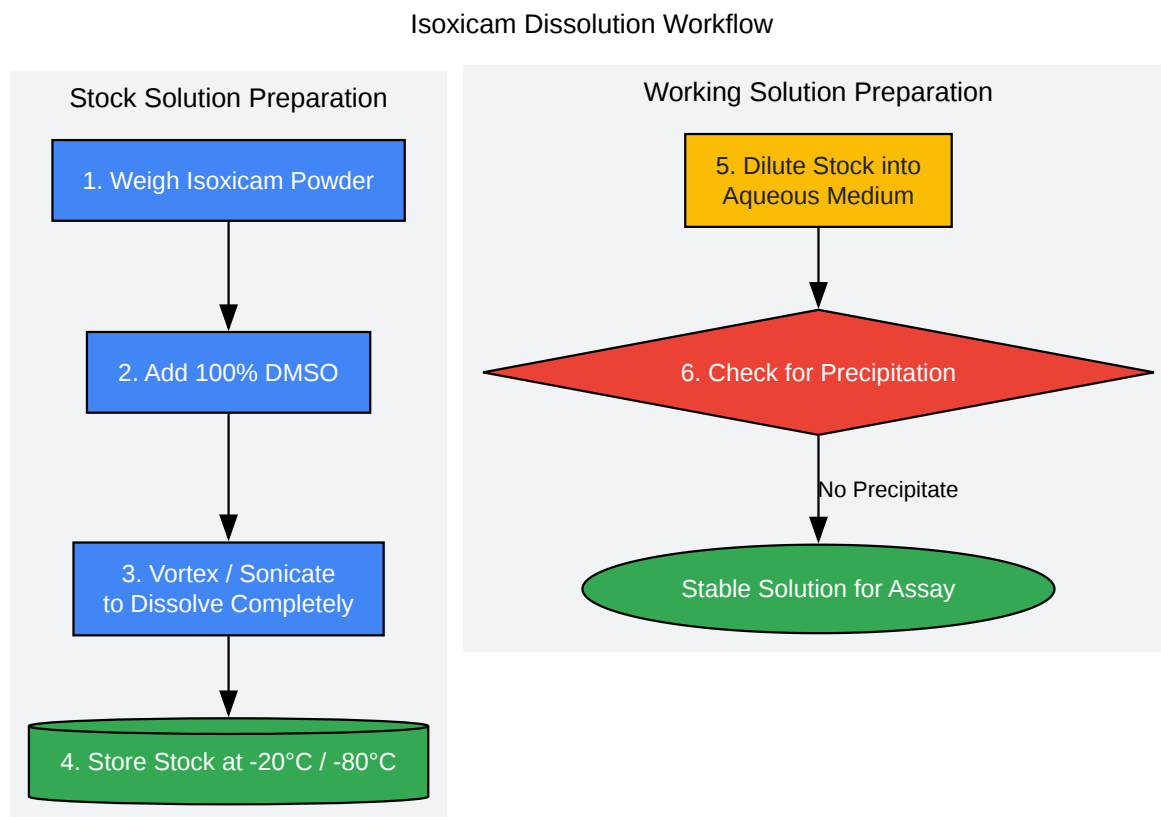 Isoxicam Dissolution Workflow
Stock Solution Preparation
1. Weigh Isoxicam Powder
2. Add 100% DMSO
3. Vortex / Sonicate
to Dissolve Completely
4. Store Stock at -20°C / -80°C
Working Solution Preparation
5. Dilute Stock into
Aqueous Medium
6. Check for Precipitation
No Precipitate
Stable Solution for Assay